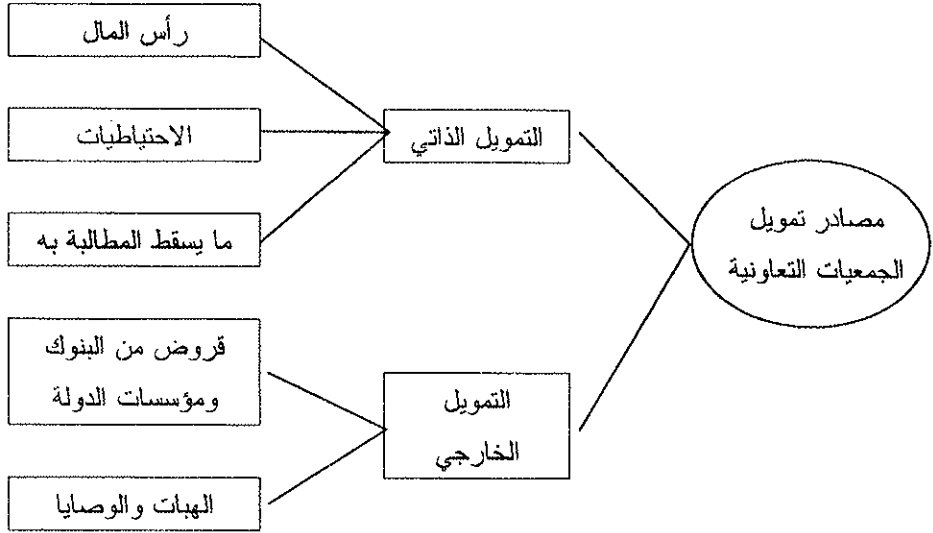 مصادر تمويل
الجمعيات التعاونية
التمويل الذاتي
رأس المال
الاحتياطيات
ما يسقط المطالبة به
التمويل
الخارجي
قروض من البنوك
ومؤسسات الدولة
الهبات والوصايا